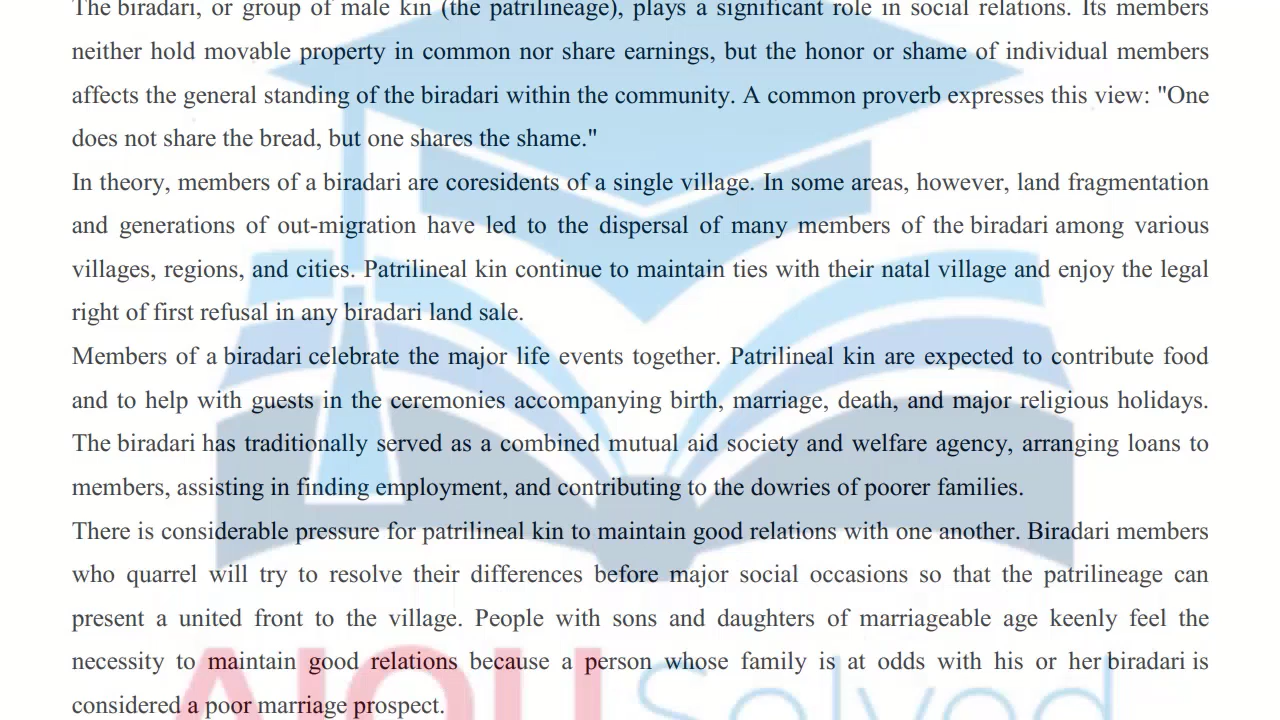 The biradari, or group of male kin (the patrilineage), plays a significant role in social relations. Its members
neither hold movable property in common nor share earnings, but the honor or shame of individual members
affects the general standing of the biradari within the community. A common proverb expresses this view: "One
does not share the bread, but one shares the shame."
In theory, members of a biradari are coresidents of a single village. In some areas, however, land fragmentation
and generations of out-migration have led to the dispersal of many members of the biradari among various
villages, regions, and cities. Patrilineal kin continue to maintain ties with their natal village and enjoy the legal
right of first refusal in any biradari land sale.
Members of a biradari celebrate the major life events together. Patrilineal kin are expected to contribute food
and to help with guests in the ceremonies accompanying birth, marriage, death, and major religious holidays.
The biradari has traditionally served as a combined mutual aid society and welfare agency, arranging loans to
members, assisting in finding employment, and contributing to the dowries of poorer families.
There is considerable pressure for patrilineal kin to maintain good relations with one another. Biradari members
who quarrel will try to resolve their differences before major social occasions so that the patrilineage can
present a united front to the village. People with sons and daughters of marriageable age keenly feel the
necessity to maintain good relations because a person whose family is at odds with his or her biradari is
considered a poor marriage prospect.
AIOU Solved